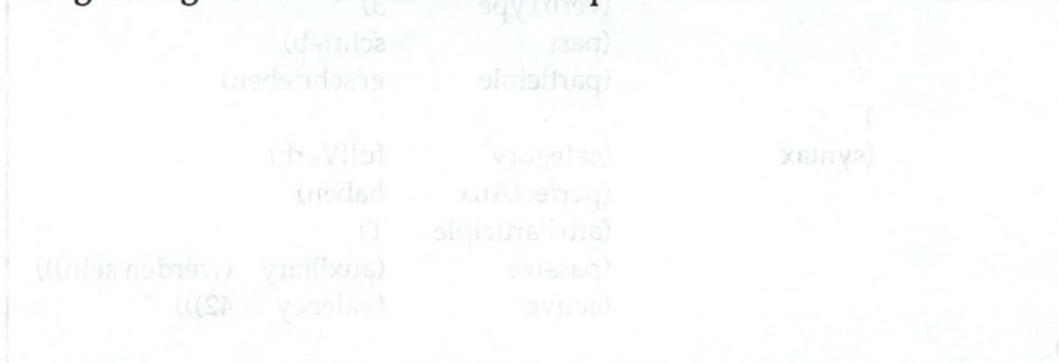 (verbType 3)
(past schrieb)
(participle geschrieben)
)
(syntax (category fullVerb)
(perfectAux haben)
(attrParticiple 1)
(passive (auxiliary (werden sein)))
(active (valency 42)))